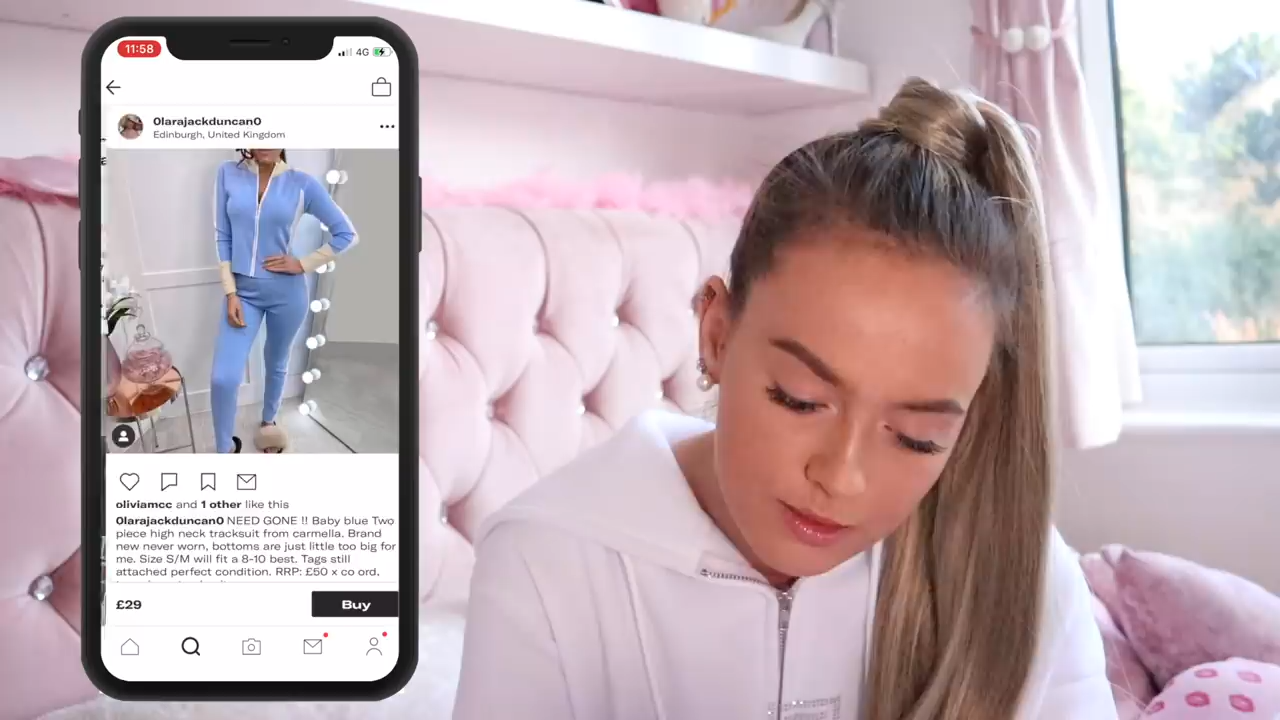 11:58
4G
0larajackduncan0
Edinburgh, United Kingdom
oliviamcc and 1 other like this
0larajackduncan0 NEED GONE !! Baby blue Two
piece high neck tracksuit from carmella. Brand
new never worn, bottoms are just little too big for
me. Size S/M will fit a 8-10 best. Tags still
attached perfect condition. RRP: £50 x co ord,
£29
Buy